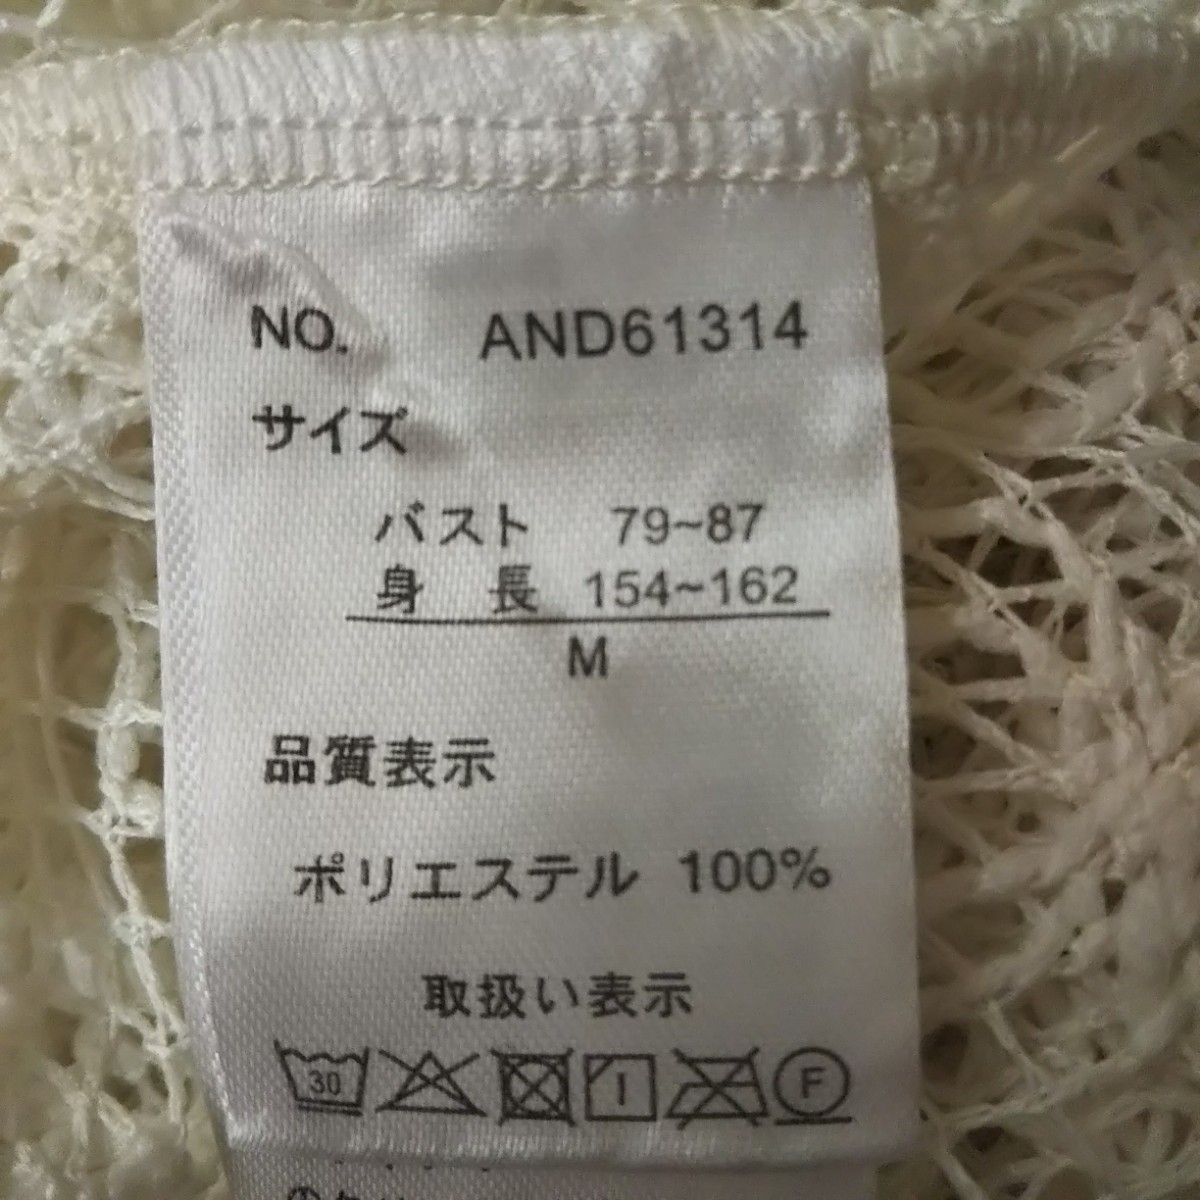 NO. AND61314
サイズ
バスト 79~87
身長 154~162
M
品質表示
ポリエステル 100%
取扱い表示
30 F